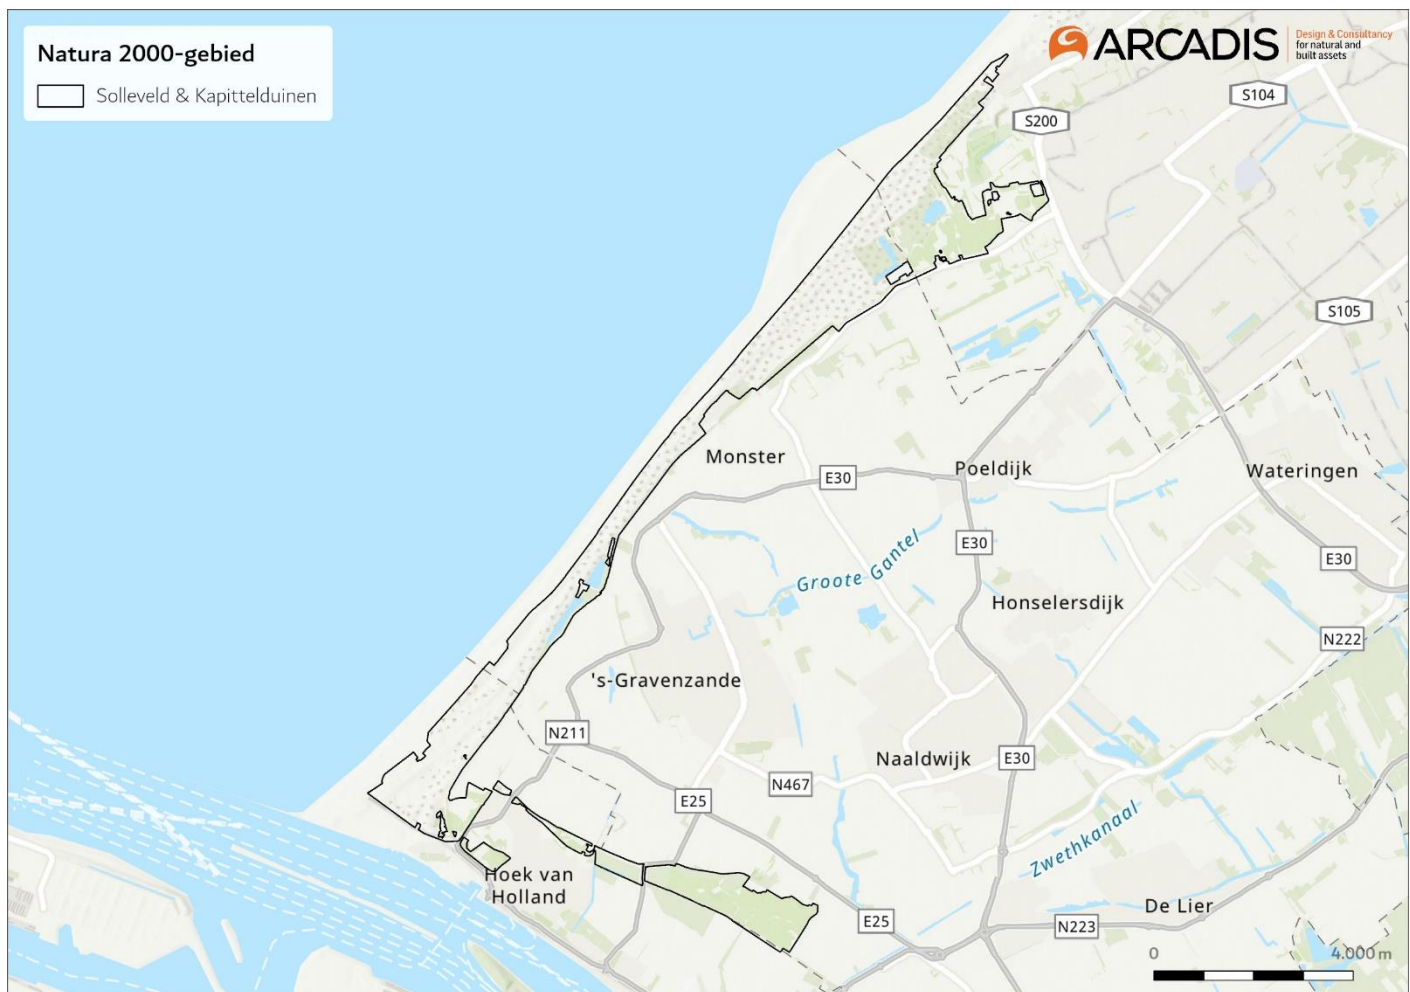 Natura 2000-gebied
Solleveld & Kapittelduinen
ARCADIS
Design & Consultancy
for natural and
built assets
S104
S200
S105
Monster
E30
Poeldijk
Wateringen
E30
Groote Gantel
E30
Honselersdijk
N222
's-Gravenzande
N211
Naaldwijk
E30
N467
E25
Zwethkanaal
Hoek van
Holland
De Lier
E25
N223
0
4.000 m